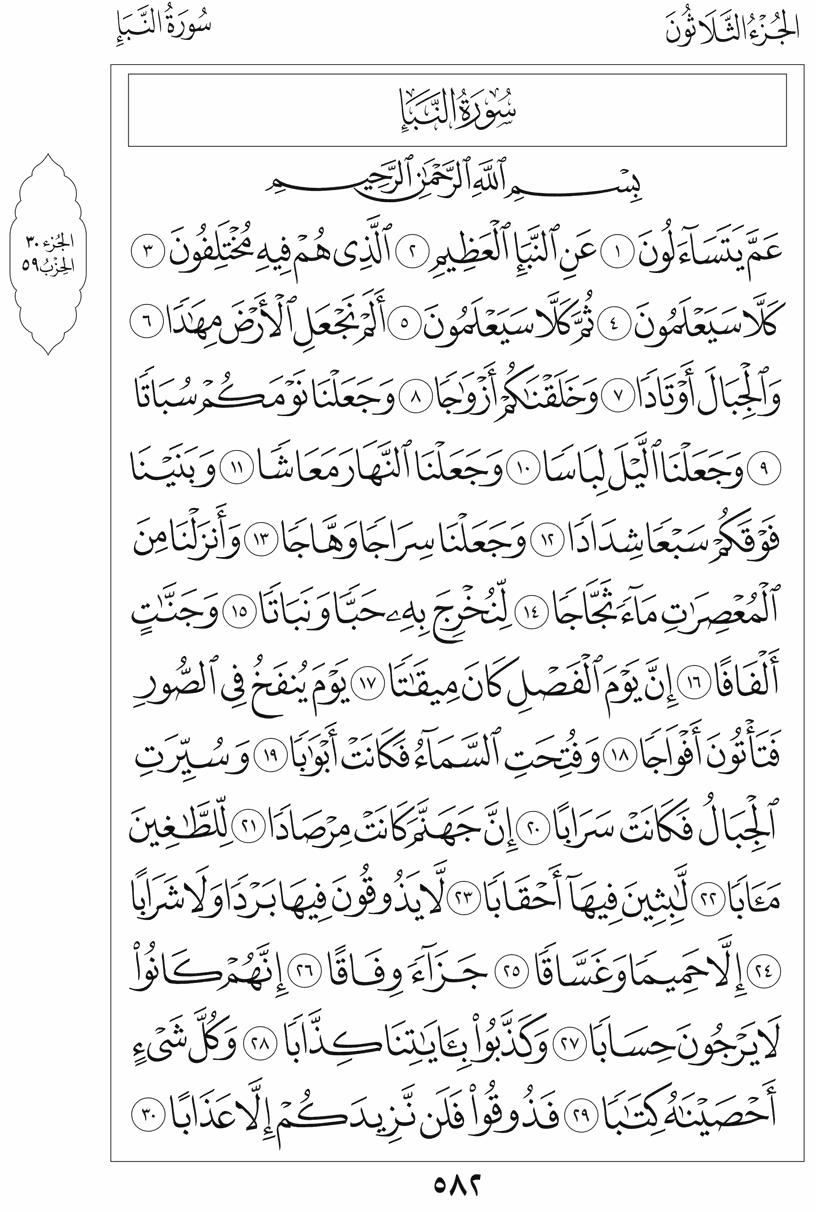 الجُزْءُ الثَّلَاثُونَ
سُورَةُ النَّبَإِ
سُورَةُ النَّبَإِ
بِسْمِ ٱللَّهِ ٱلرَّحْمَٰنِ ٱلرَّحِيمِ
عَمَّ يَتَسَآءَلُونَ ١ عَنِ ٱلنَّبَإِ ٱلْعَظِيمِ ٢ ٱلَّذِى هُمْ فِيهِ مُخْتَلِفُونَ ٣
كَلَّا سَيَعْلَمُونَ ٤ ثُمَّ كَلَّا سَيَعْلَمُونَ ٥ أَلَمْ نَجْعَلِ ٱلْأَرْضَ مِهَٰدًا ٦
وَٱلْجِبَالَ أَوْتَادًا ٧ وَخَلَقْنَٰكُمْ أَزْوَٰجًا ٨ وَجَعَلْنَا نَوْمَكُمْ سُبَاتًا
٩ وَجَعَلْنَا ٱلَّيْلَ لِبَاسًا ١٠ وَجَعَلْنَا ٱلنَّهَارَ مَعَاشًا ١١ وَبَنَيْنَا
فَوْقَكُمْ سَبْعًا شِدَادًا ١٢ وَجَعَلْنَا سِرَاجًا وَهَّاجًا ١٣ وَأَنزَلْنَا مِنَ
ٱلْمُعْصِرَٰتِ مَآءً ثَجَّاجًا ١٤ لِّنُخْرِجَ بِهِۦ حَبًّا وَنَبَاتًا ١٥ وَجَنَّٰتٍ
أَلْفَافًا ١٦ إِنَّ يَوْمَ ٱلْفَصْلِ كَانَ مِيقَٰتًا ١٧ يَوْمَ يُنفَخُ فِى ٱلصُّورِ
فَتَأْتُونَ أَفْوَاجًا ١٨ وَفُتِحَتِ ٱلسَّمَآءُ فَكَانَتْ أَبْوَٰبًا ١٩ وَسُيِّرَتِ
ٱلْجِبَالُ فَكَانَتْ سَرَابًا ٢٠ إِنَّ جَهَنَّمَ كَانَتْ مِرْصَادًا ٢١ لِّلطَّٰغِينَ
مَـَٔابًا ٢٢ لَّٰبِثِينَ فِيهَآ أَحْقَابًا ٢٣ لَّا يَذُوقُونَ فِيهَا بَرْدًا وَلَا شَرَابًا
٢٤ إِلَّا حَمِيمًا وَغَسَّاقًا ٢٥ جَزَآءً وِفَاقًا ٢٦ إِنَّهُمْ كَانُوا۟
لَا يَرْجُونَ حِسَابًا ٢٧ وَكَذَّبُوا۟ بِـَٔايَٰتِنَا كِذَّابًا ٢٨ وَكُلَّ شَىْءٍ
أَحْصَيْنَٰهُ كِتَٰبًا ٢٩ فَذُوقُوا۟ فَلَن نَّزِيدَكُمْ إِلَّا عَذَابًا ٣٠
الجُزء ٣٠
الحِزْبُ ٥٩
٥٨٢